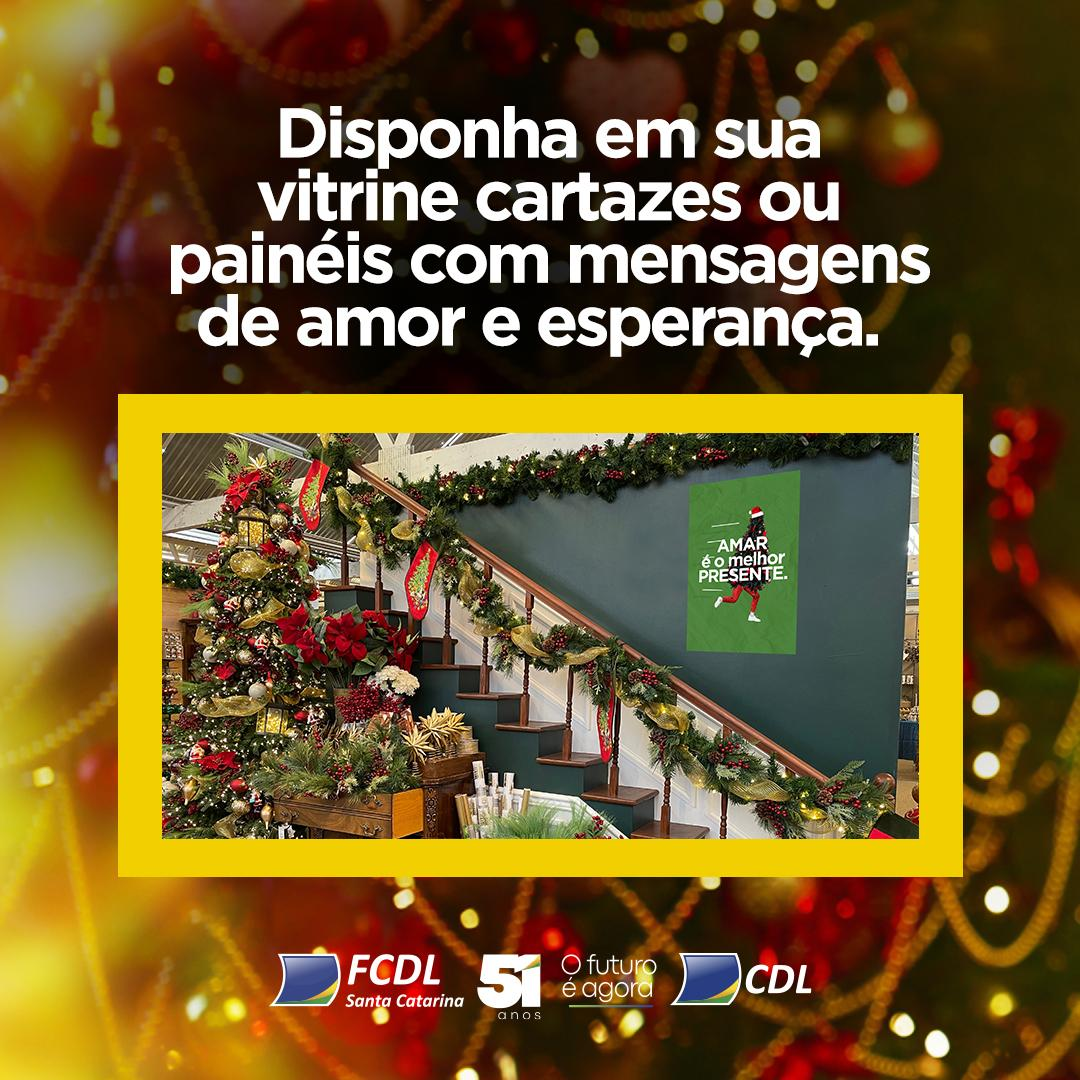 Disponha em sua
vitrine cartazes ou
painéis com mensagens
de amor e esperança.
AMAR
é o melhor
PRESENTE.
FCDL
Santa Catarina
51
anos
O futuro
é agora
CDL